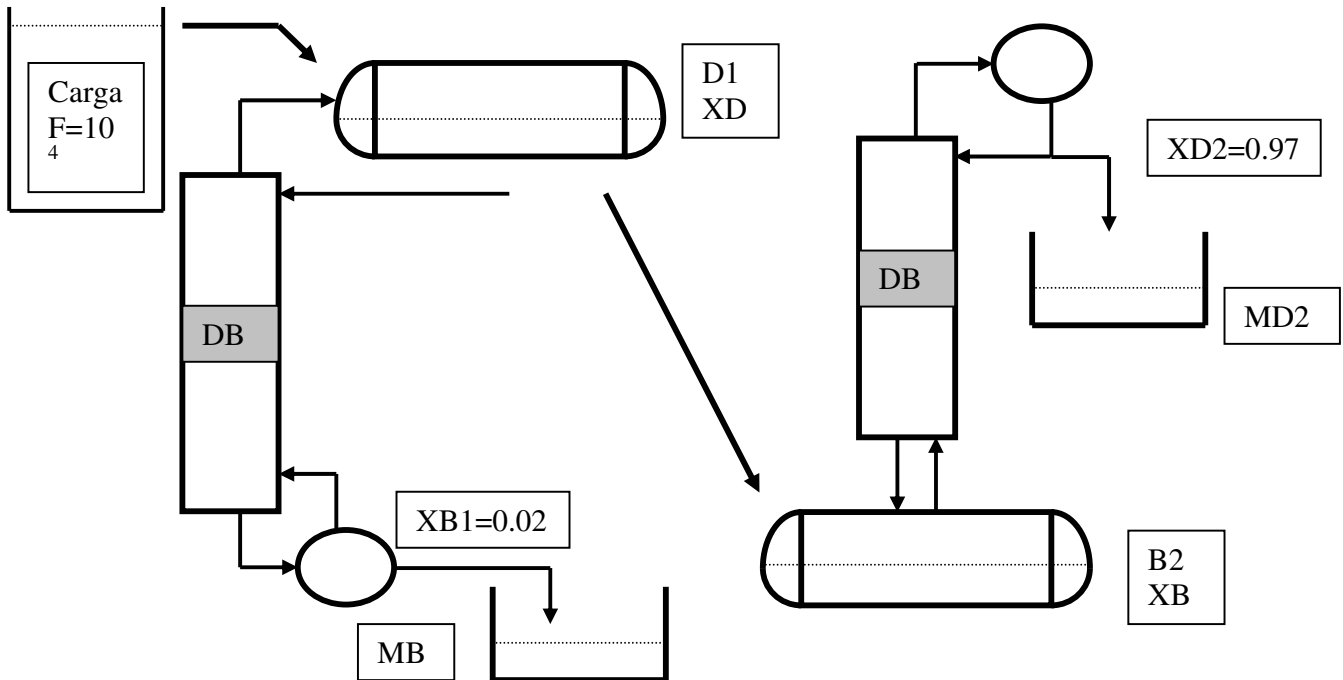 Carga
F=10
4
D1
XD
XD2=0.97
DB
DB
MD2
XB1=0.02
B2
XB
MB